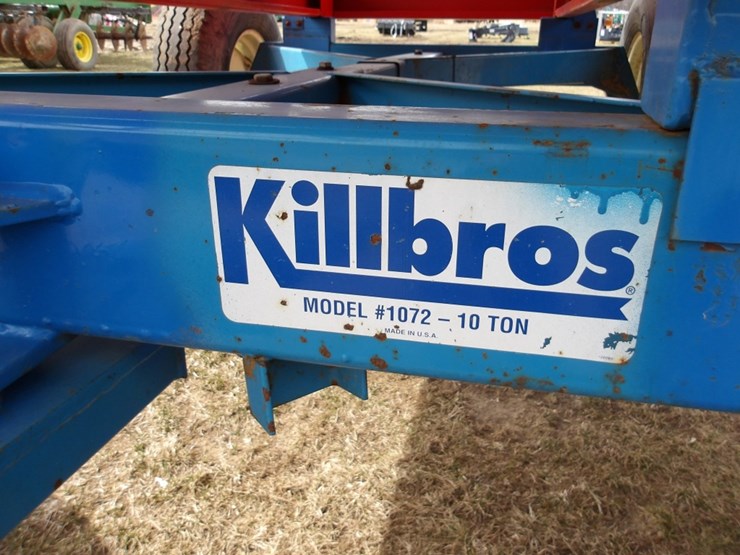 Killbros®
MODEL #1072 – 10 TON
MADE IN U.S.A.